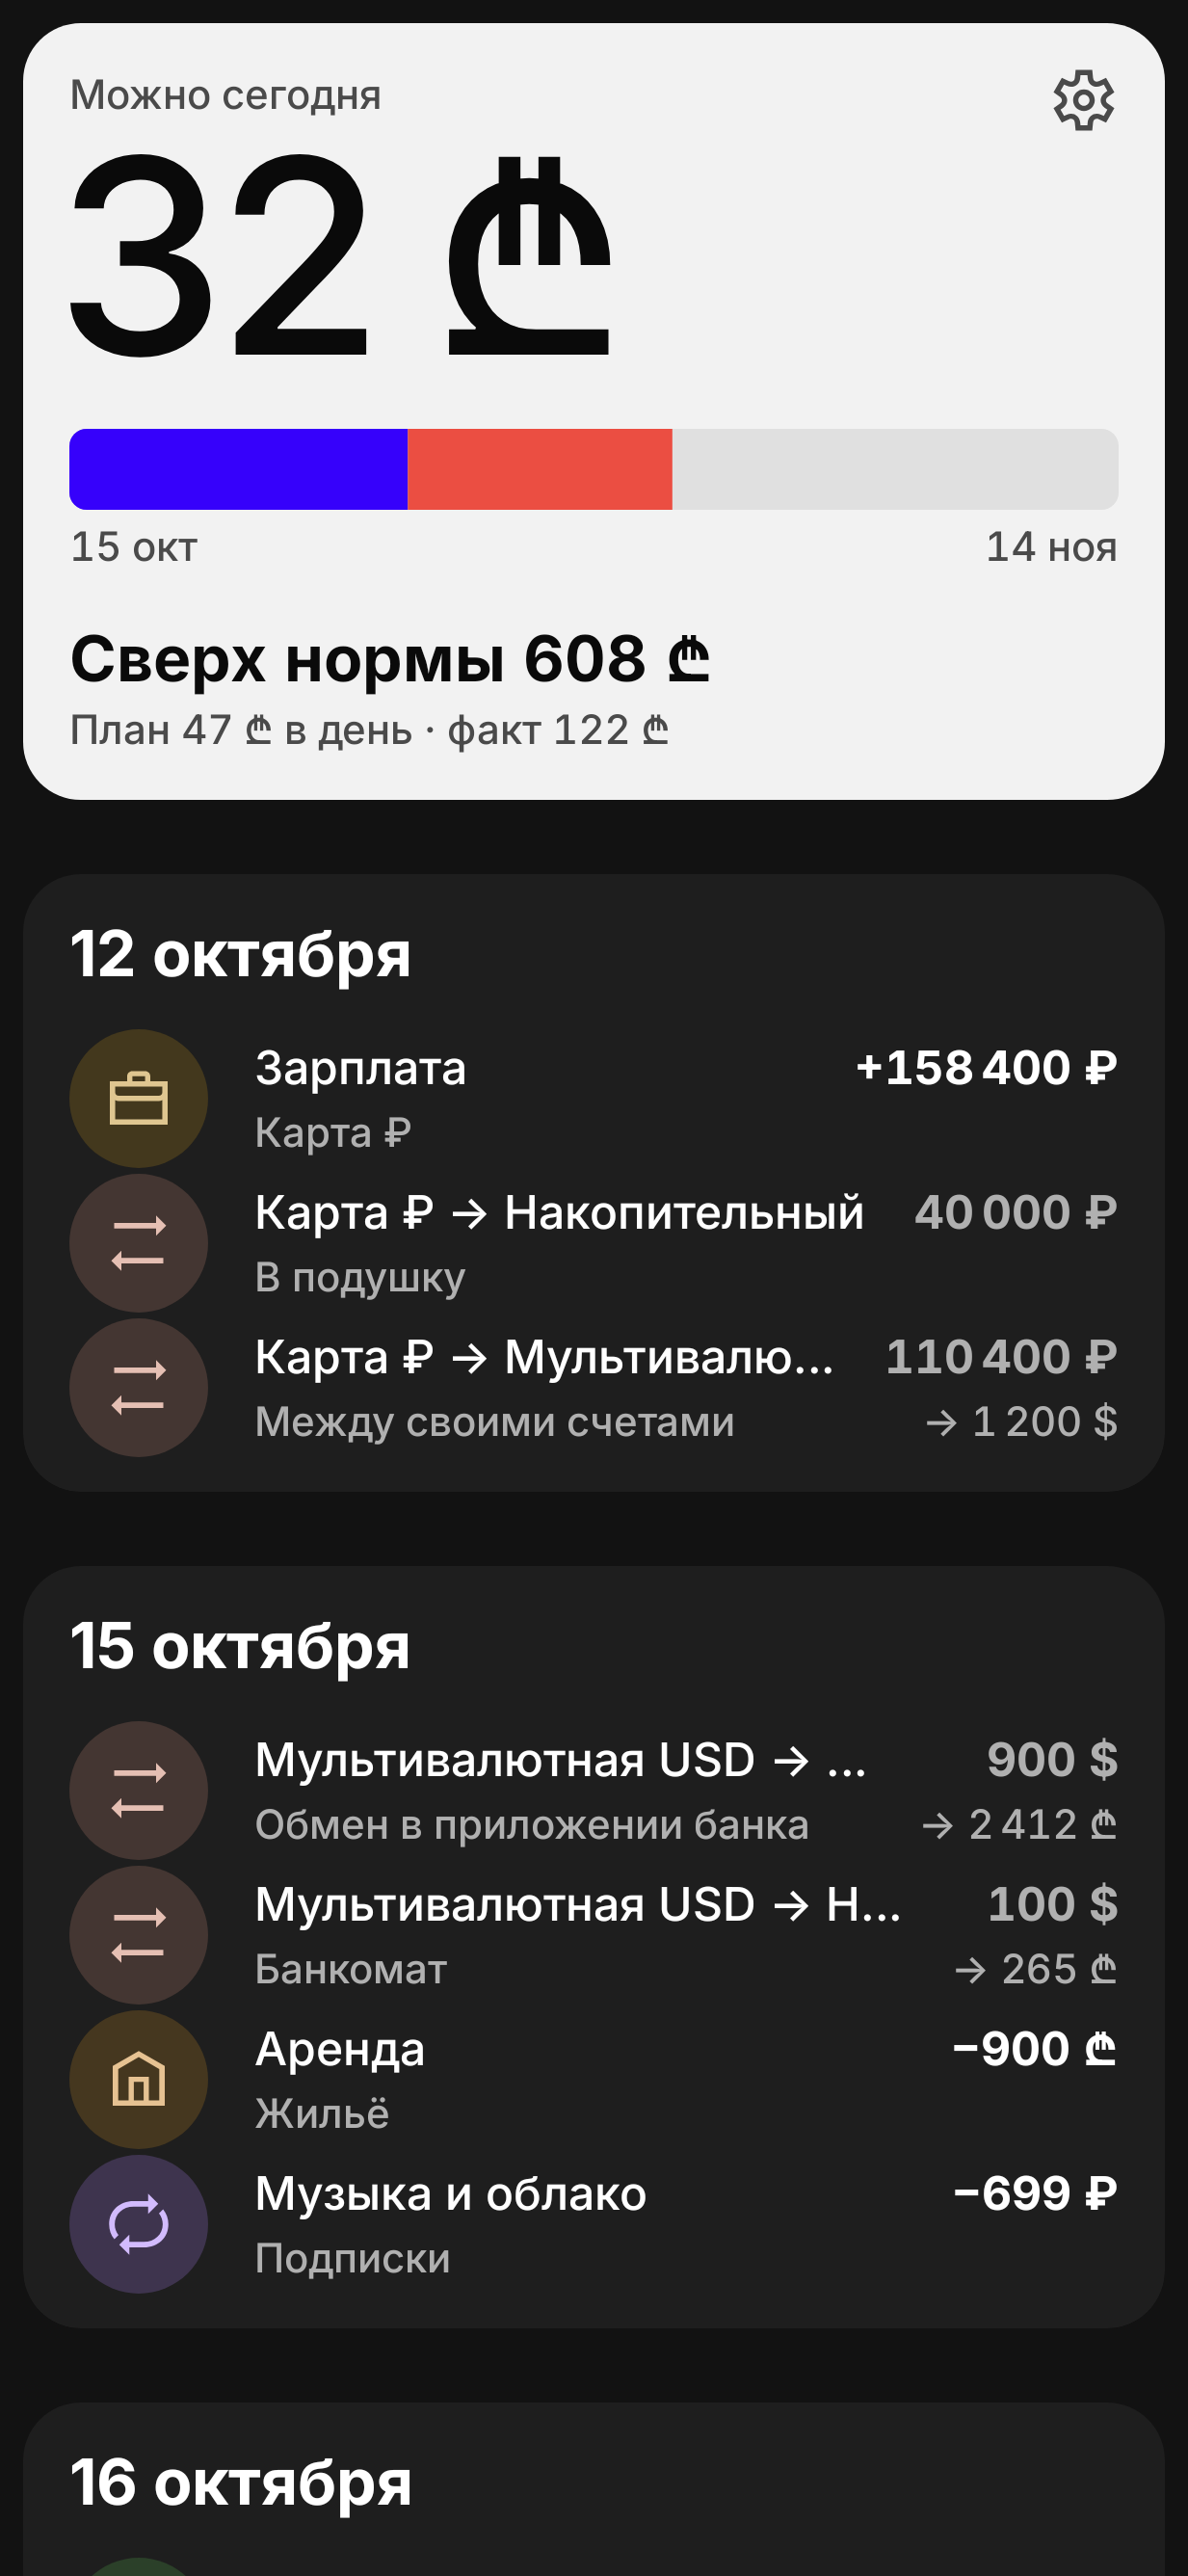 Можно сегодня
32 ₾
15 окт 14 ноя
Сверх нормы 608 ₾
План 47 ₾ в день · факт 122 ₾
12 октября
Зарплата +158 400 ₽
Карта ₽
Карта ₽ → Накопительный 40 000 ₽
В подушку
Карта ₽ → Мультивалю... 110 400 ₽
Между своими счетами → 1 200 $
15 октября
Мультивалютная USD → ... 900 $
Обмен в приложении банка → 2 412 ₾
Мультивалютная USD → Н... 100 $
Банкомат → 265 ₾
Аренда −900 ₾
Жильё
Музыка и облако −699 ₽
Подписки
16 октября